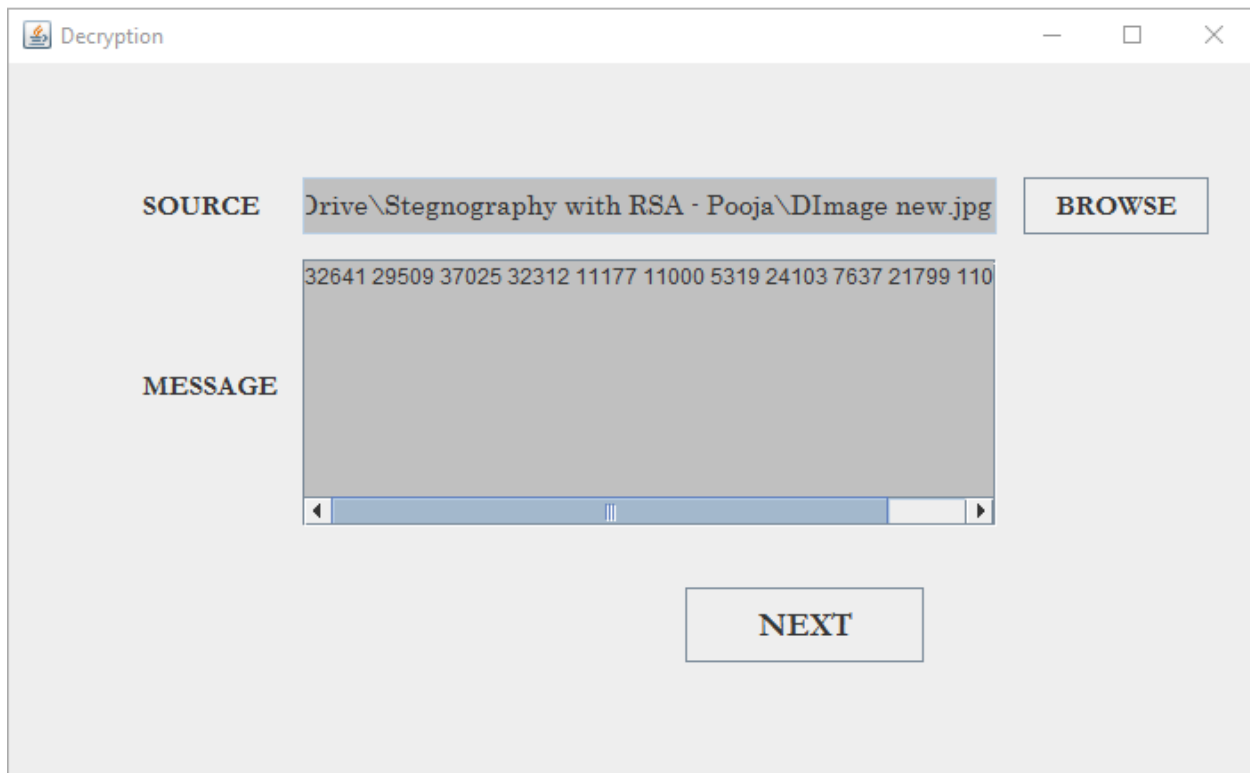 Decryption
SOURCE Drive\Stegnography with RSA - Pooja\DImage new.jpg BROWSE
32641 29509 37025 32312 11177 11000 5319 24103 7637 21799 110
MESSAGE
NEXT